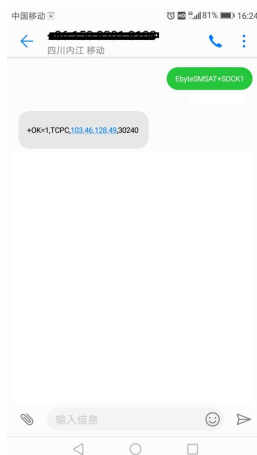 中国移动 81% 16:24
四川内江 移动
EbyteSMSAT+SOCK1
+OK=1,TCPC,103.46.128.49,30240
输入信息